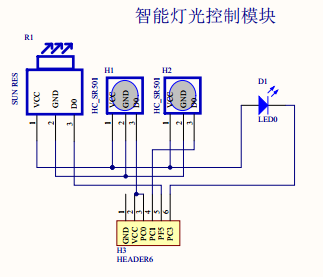 智能灯光控制模块
R1
SUN RES
VCC
GND
D0
1
2
3
H1
HC_SR501
VCC
GND
D0
1
2
3
H2
HC_SR501
VCC
GND
D0
1
2
3
D1
LED0
1
2
3
4
5
6
GND
VCC
PC0
PC1
PF5
PC3
H3
HEADER6